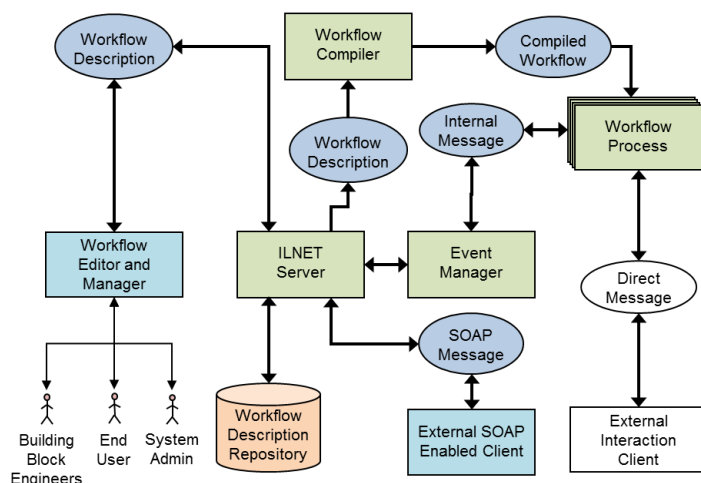 Workflow
Description
Workflow
Compiler
Compiled
Workflow
Internal
Message
Workflow
Process
Workflow
Description
Workflow
Editor and
Manager
ILNET
Server
Event
Manager
Direct
Message
SOAP
Message
Building
Block
Engineers
End
User
System
Admin
Workflow
Description
Repository
External SOAP
Enabled Client
External
Interaction
Client